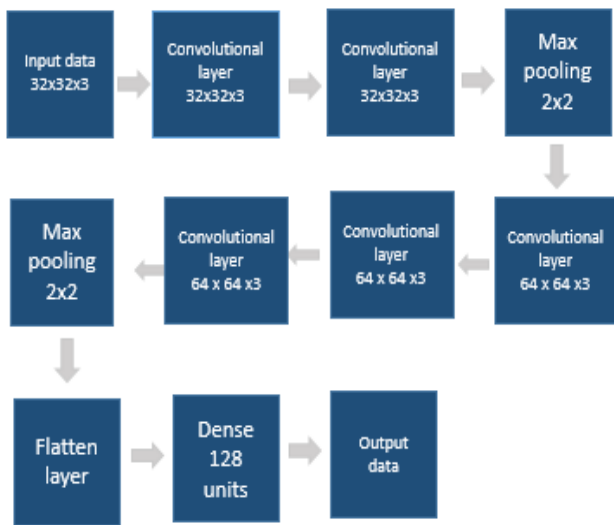 Input data
32x32x3
Convolutional
layer
32x32x3
Convolutional
layer
32x32x3
Max
pooling
2x2
Convolutional
layer
64 x 64 x3
Convolutional
layer
64 x 64 x3
Convolutional
layer
64 x 64 x3
Max
pooling
2x2
Flatten
layer
Dense
128
units
Output
data